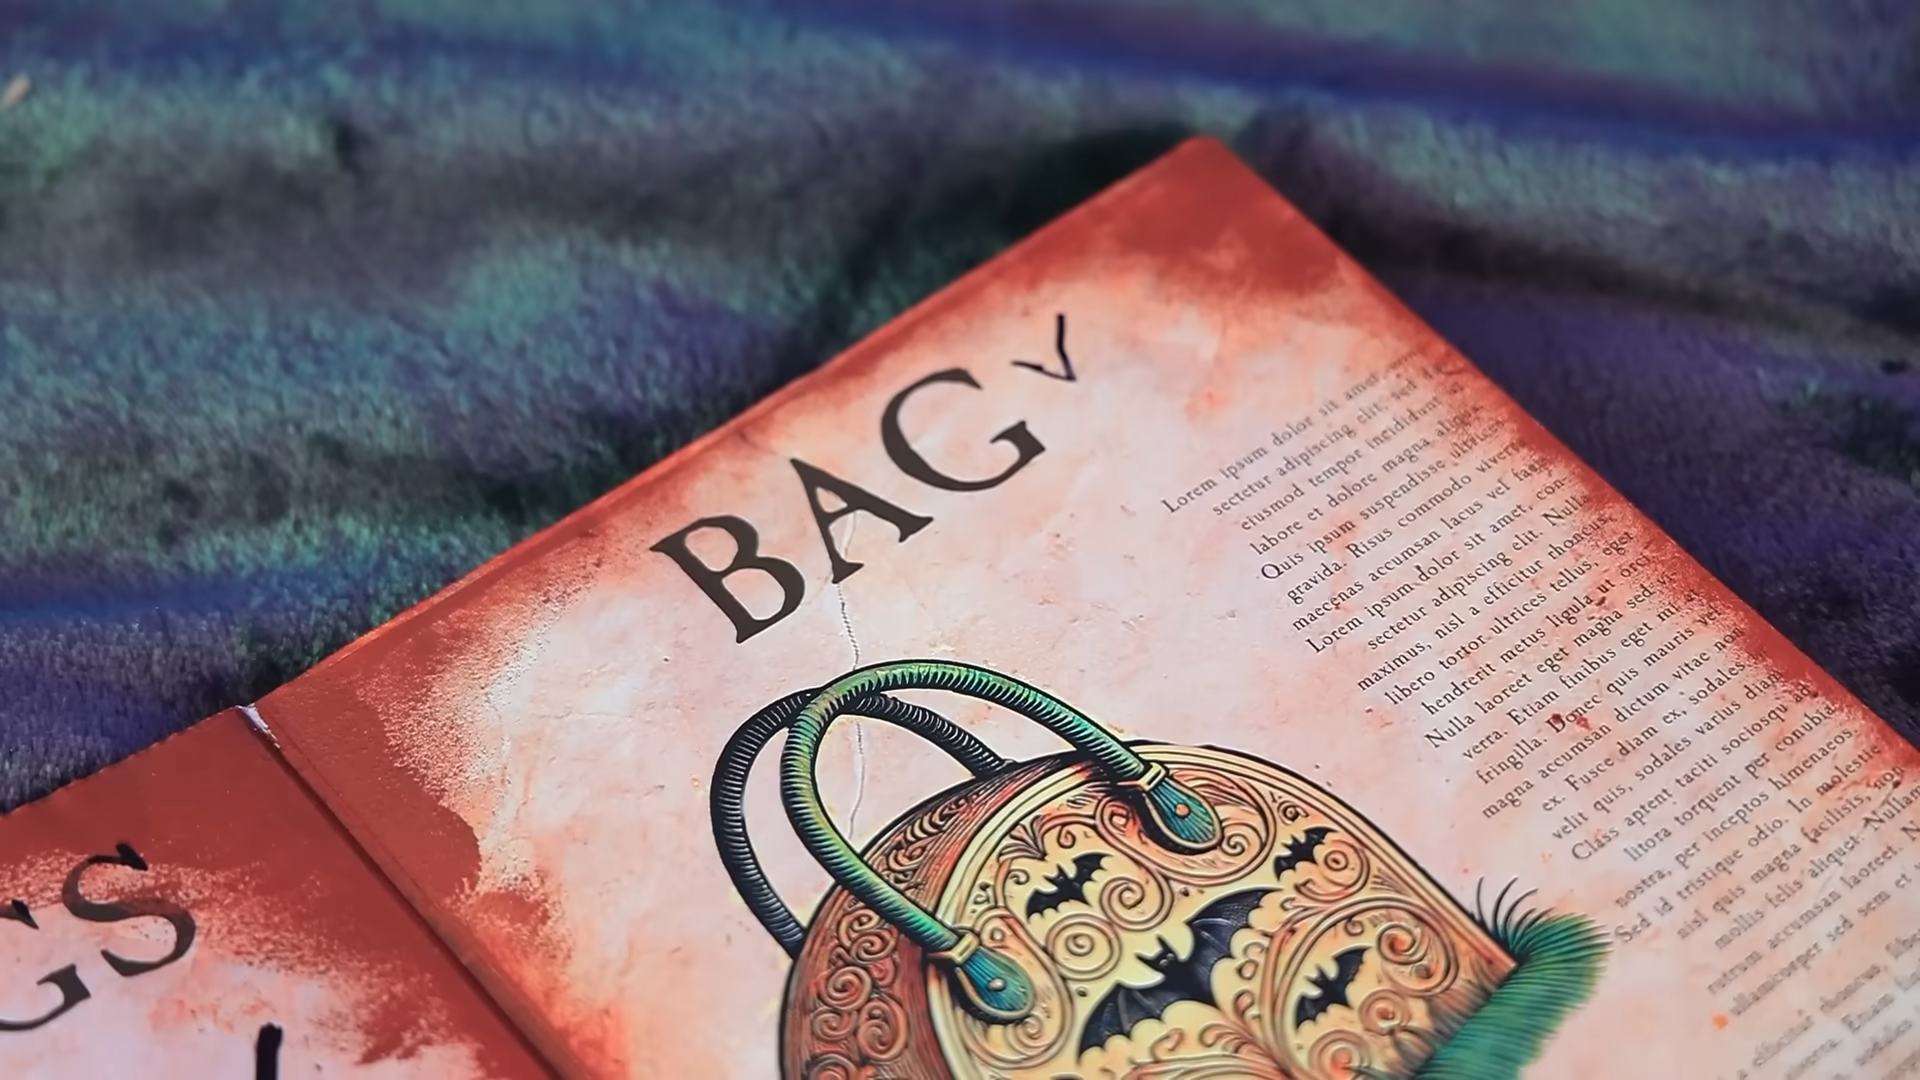 BAG
GS
Lorem ipsum dolor sit amet,
sectetur adipiscing elit, sed do
eiusmod tempor incididunt ut
labore et dolore magna aliqua.
Quis ipsum suspendisse ultrices
gravida. Risus commodo viverra
maecenas accumsan lacus vel
Lorem ipsum dolor sit amet, con-
sectetur adipiscing elit. Nulla
maximus, nisl a efficitur rhoncus,
libero tortor ultrices tellus, eget
hendrerit metus ligula ut orci.
Nulla laoreet eget magna sed
verra. Etiam finibus eget mi a
fringilla. Donec quis mauris vel
magna accumsan dictum vitae non
ex. Fusce diam ex, sodales
velit quis, sodales varius diam.
Class aptent taciti sociosqu ad
litora torquent per conubia
nostra, per inceptos himenaeos.
Sed id tristique odio. In molestie
nisl quis magna facilisis, non
mollis felis aliquet. Nullam
rutrum accumsan laoreet.
ullamcorper sed sem et
efficitur rhoncus,
Etiam